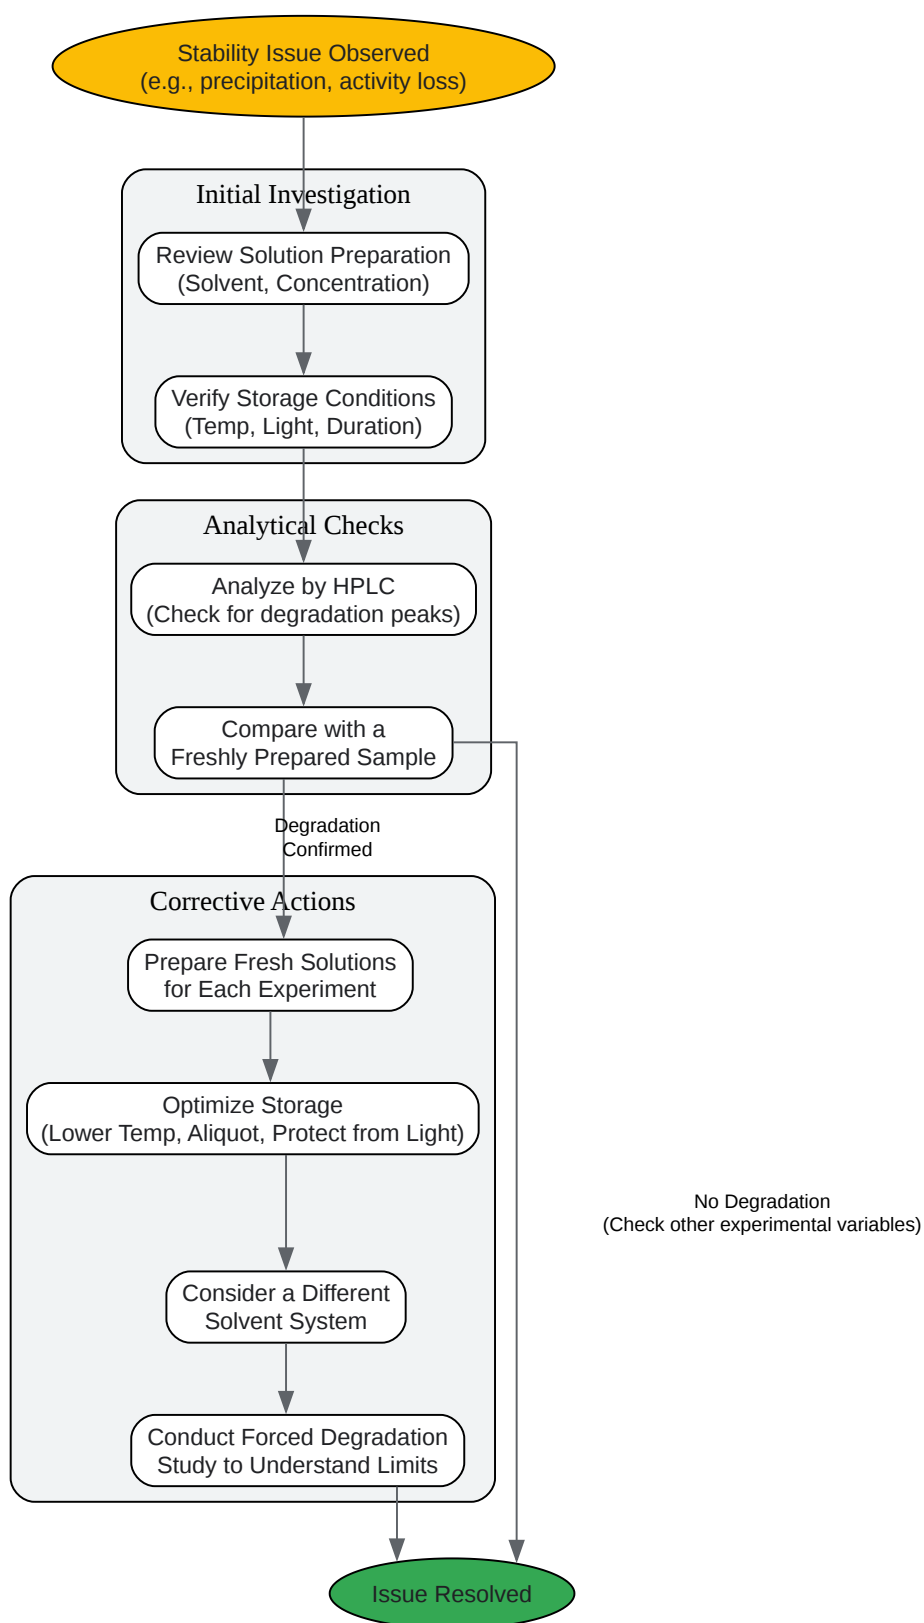 Stability Issue Observed
(e.g., precipitation, activity loss)
Initial Investigation
Review Solution Preparation
(Solvent, Concentration)
Verify Storage Conditions
(Temp, Light, Duration)
Analytical Checks
Analyze by HPLC
(Check for degradation peaks)
Compare with a
Freshly Prepared Sample
Degradation
Confirmed
Corrective Actions
Prepare Fresh Solutions
for Each Experiment
Optimize Storage
(Lower Temp, Aliquot, Protect from Light)
No Degradation
(Check other experimental variables)
Consider a Different
Solvent System
Conduct Forced Degradation
Study to Understand Limits
Issue Resolved